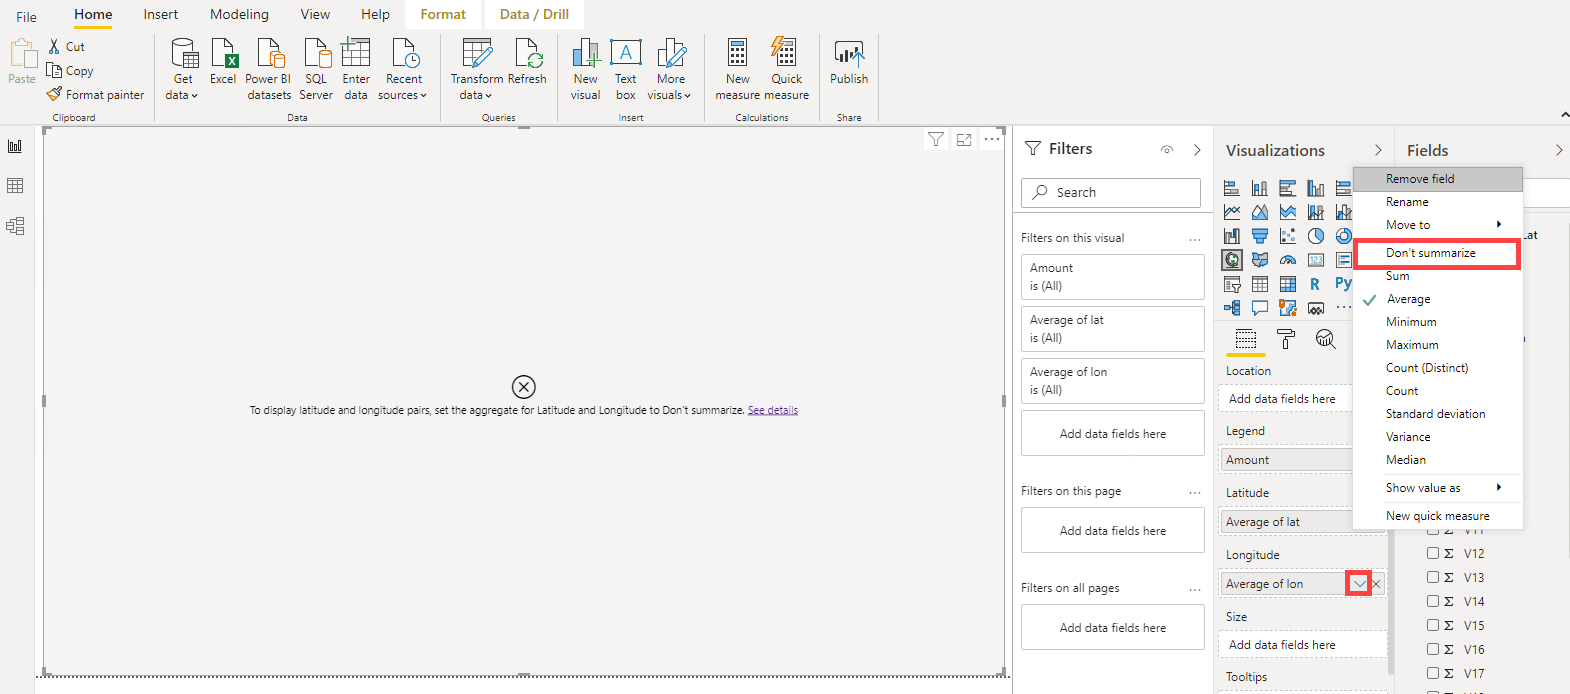 File
Home
Insert
Modeling
View
Help
Format
Data / Drill
Paste
Cut
Copy
Format painter
Clipboard
Get data
Excel
Power BI datasets
SQL Server
Enter data
Recent sources
Data
Transform data
Refresh
Queries
New visual
Text box
A
More visuals
Insert
New measure
Quick measure
Calculations
Publish
Share
To display latitude and longitude pairs, set the aggregate for Latitude and Longitude to Don't summarize. See details
Filters
Search
Filters on this visual
Amount
is (All)
Average of lat
is (All)
Average of lon
is (All)
Add data fields here
Filters on this page
Add data fields here
Filters on all pages
Add data fields here
Visualizations
123
R
Py
Location
Add data fields here
Legend
Amount
Latitude
Average of lat
Longitude
Average of lon
Size
Add data fields here
Tooltips
Remove field
Rename
Move to
Don't summarize
Sum
Average
Minimum
Maximum
Count (Distinct)
Count
Standard deviation
Variance
Median
Show value as
New quick measure
Fields
Lat
V11
Σ V12
Σ V13
Σ V14
Σ V15
Σ V16
Σ V17